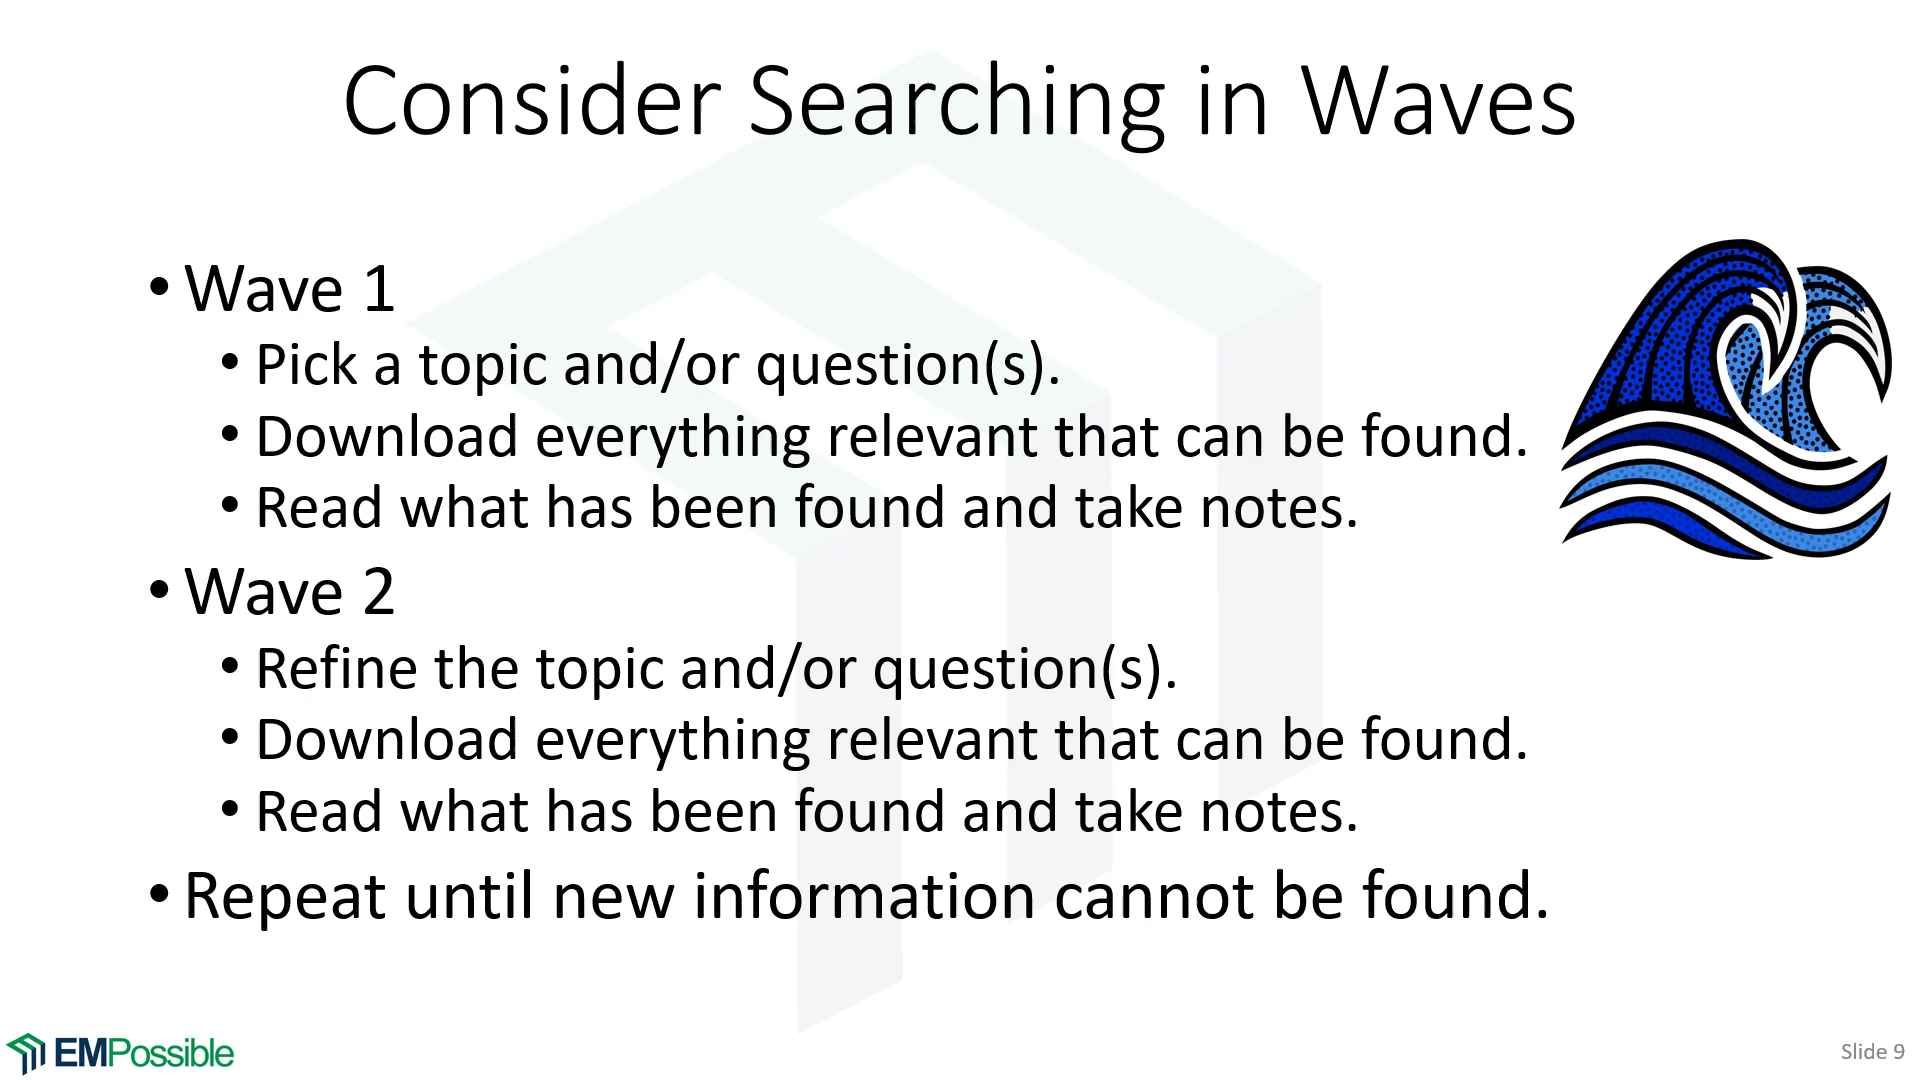 Consider Searching in Waves
• Wave 1
• Pick a topic and/or question(s).
• Download everything relevant that can be found.
• Read what has been found and take notes.
• Wave 2
• Refine the topic and/or question(s).
• Download everything relevant that can be found.
• Read what has been found and take notes.
• Repeat until new information cannot be found.
EMPossible
Slide 9